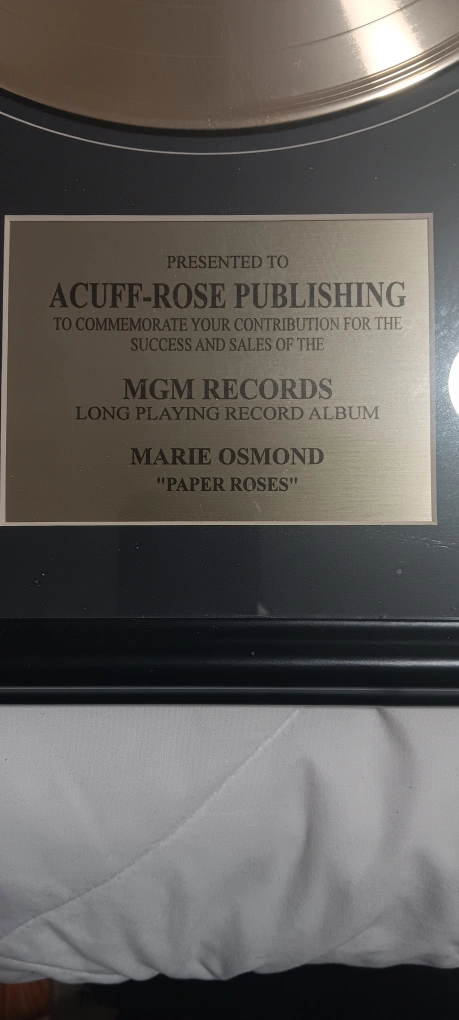 PRESENTED TO
ACUFF-ROSE PUBLISHING
TO COMMEMORATE YOUR CONTRIBUTION FOR THE
SUCCESS AND SALES OF THE
MGM RECORDS
LONG PLAYING RECORD ALBUM
MARIE OSMOND
"PAPER ROSES"